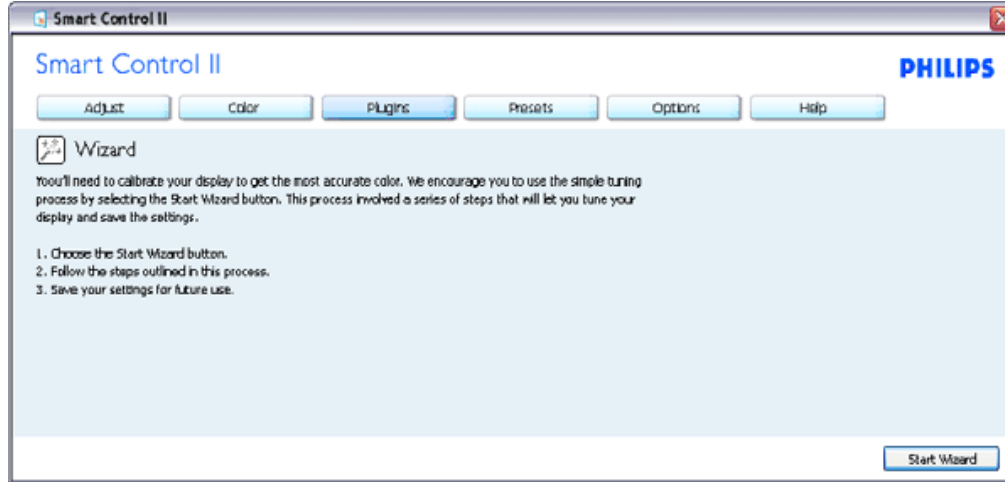 Smart Control II
Smart Control II
PHILIPS
Adjust Color Plugins Presets Options Help
Wizard
Yoou'll need to calibrate your display to get the most accurate color. We encourage you to use the simple tuning
process by selecting the Start Wizard button. This process involved a series of steps that will let you tune your
display and save the settings.
1. Choose the Start Wizard button.
2. Follow the steps outlined in this process.
3. Save your settings for future use.
Start Wizard